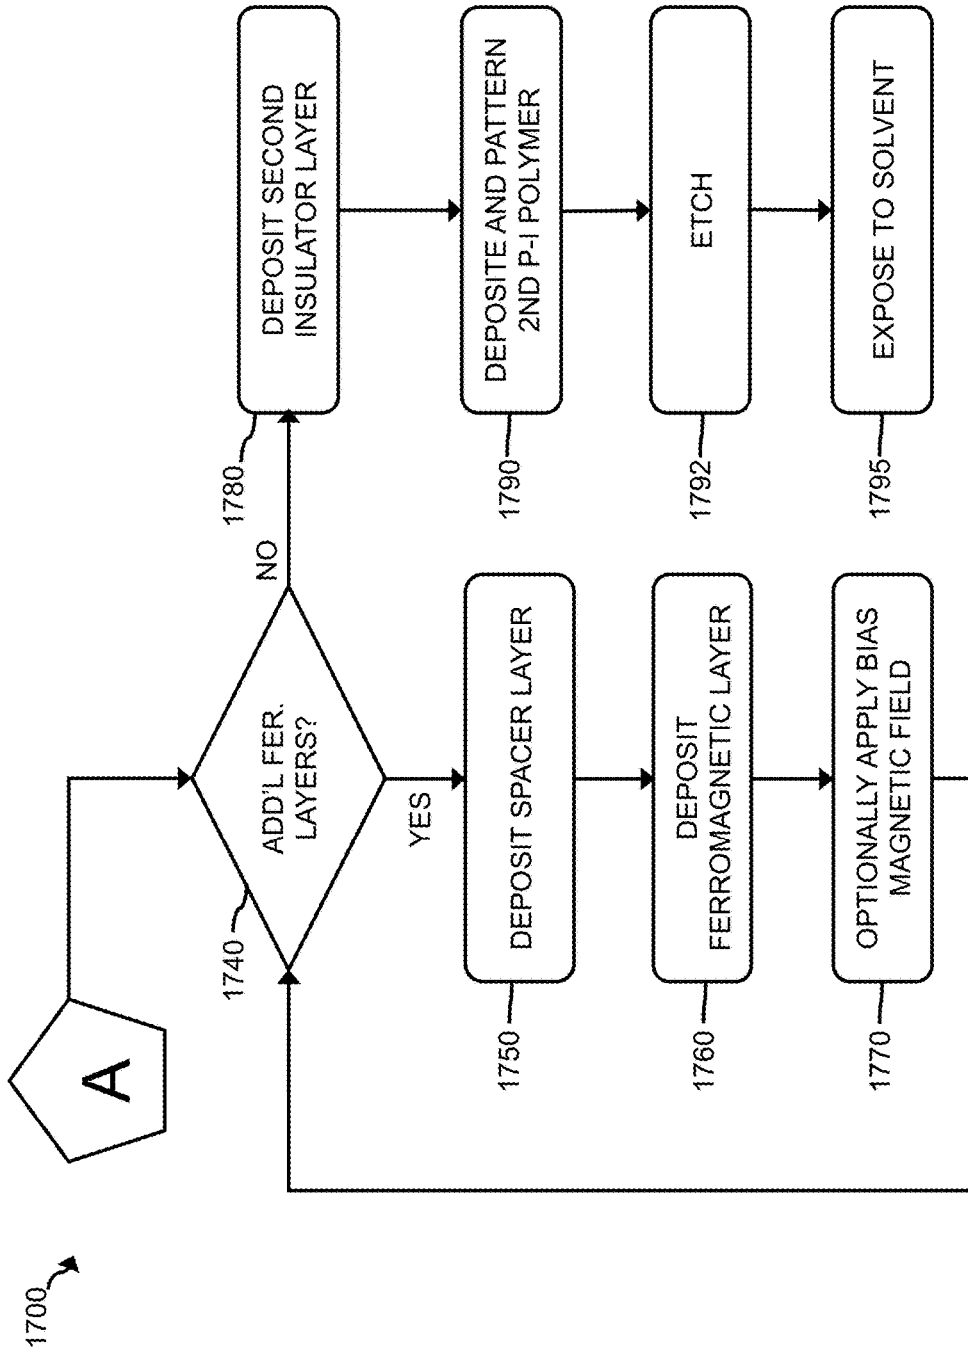 1700
A
1740
ADD'L FER.
LAYERS?
NO
YES
1780
DEPOSIT SECOND
INSULATOR LAYER
1750
DEPOSIT SPACER LAYER
1790
DEPOSITE AND PATTERN
2ND P-I POLYMER
1760
DEPOSIT
FERROMAGNETIC LAYER
1792
ETCH
1770
OPTIONALLY APPLY BIAS
MAGNETIC FIELD
1795
EXPOSE TO SOLVENT